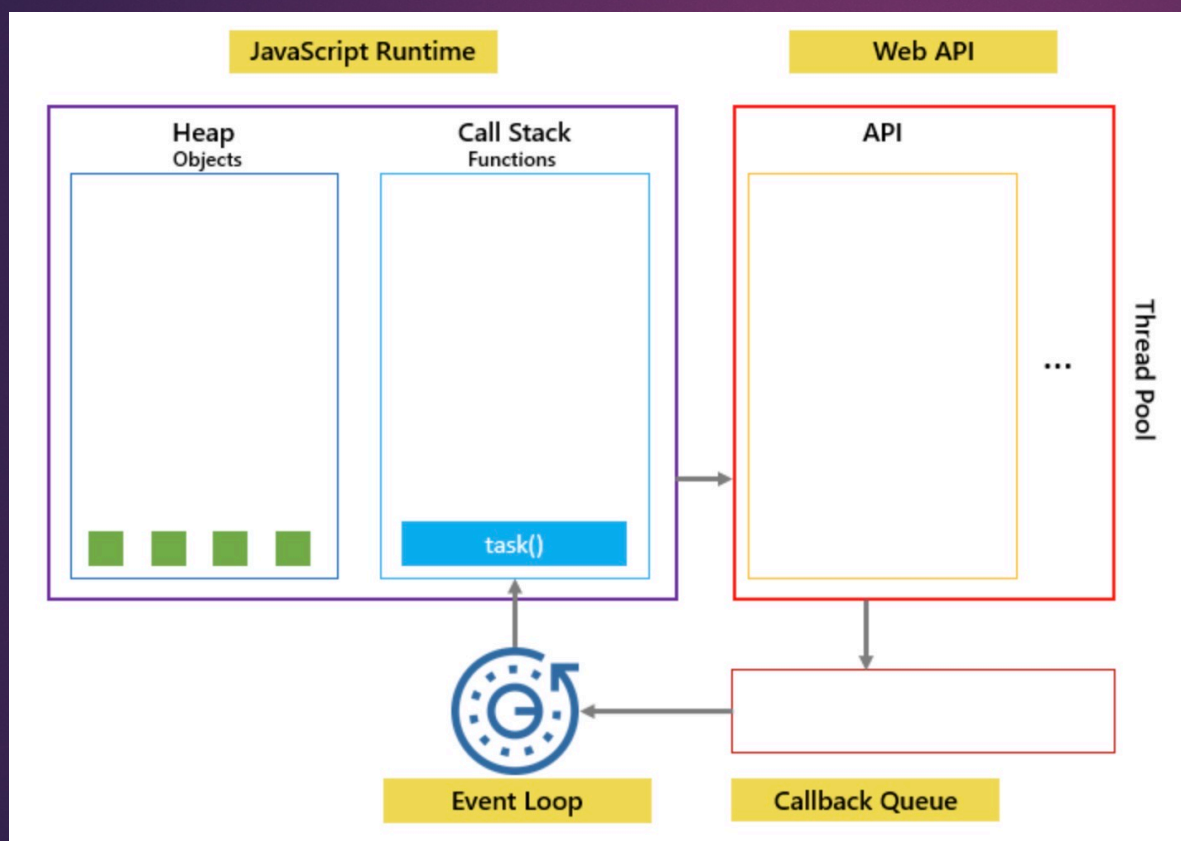 JavaScript Runtime
Web API
Heap
Objects
Call Stack
Functions
API
...
Thread Pool
task()
Event Loop
Callback Queue